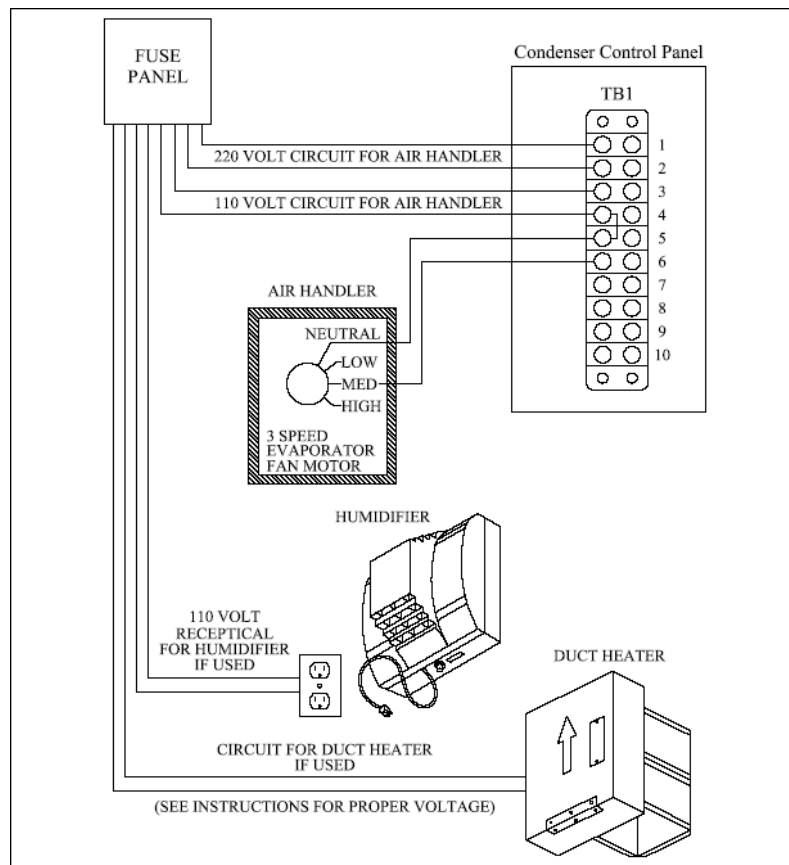 FUSE
PANEL
Condenser Control Panel
TB1
1
220 VOLT CIRCUIT FOR AIR HANDLER
2
3
110 VOLT CIRCUIT FOR AIR HANDLER
4
5
6
7
8
9
10
AIR HANDLER
NEUTRAL
LOW
MED
HIGH
3 SPEED
EVAPORATOR
FAN MOTOR
HUMIDIFIER
110 VOLT
RECEPTICAL
FOR HUMIDIFIER
IF USED
DUCT HEATER
CIRCUIT FOR DUCT HEATER
IF USED
(SEE INSTRUCTIONS FOR PROPER VOLTAGE)